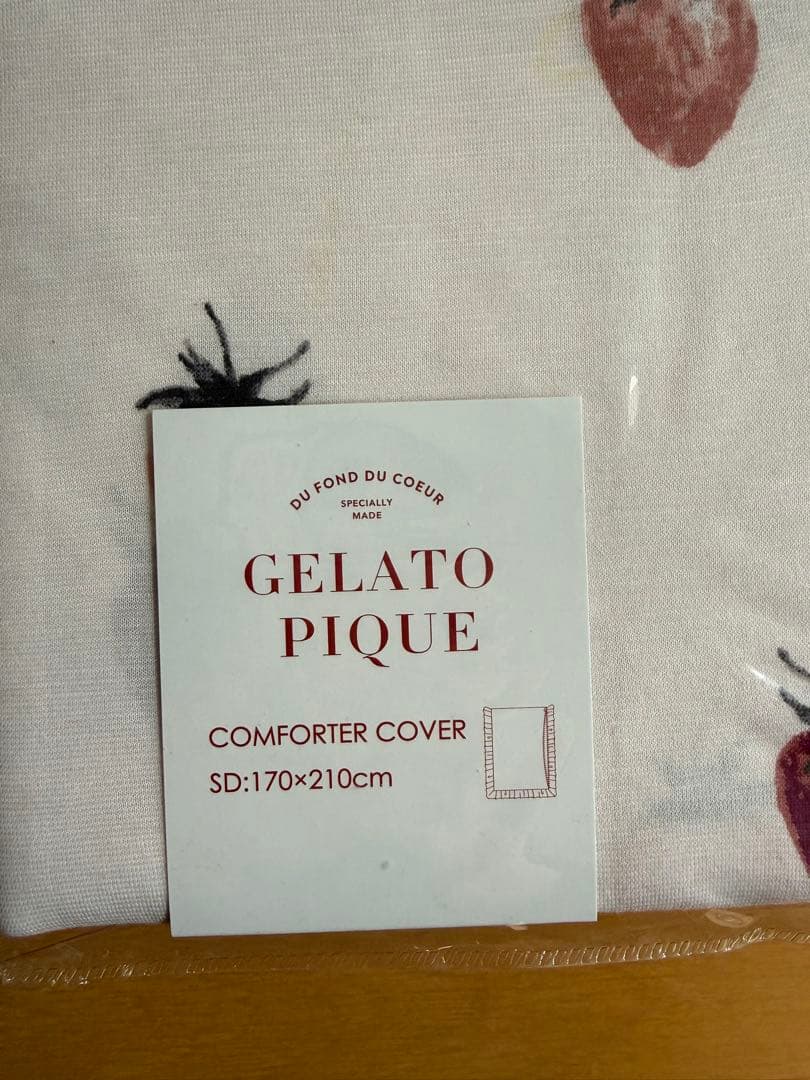 DU FOND DU COEUR
SPECIALLY
MADE
GELATO
PIQUE
COMFORTER COVER
SD:170×210cm